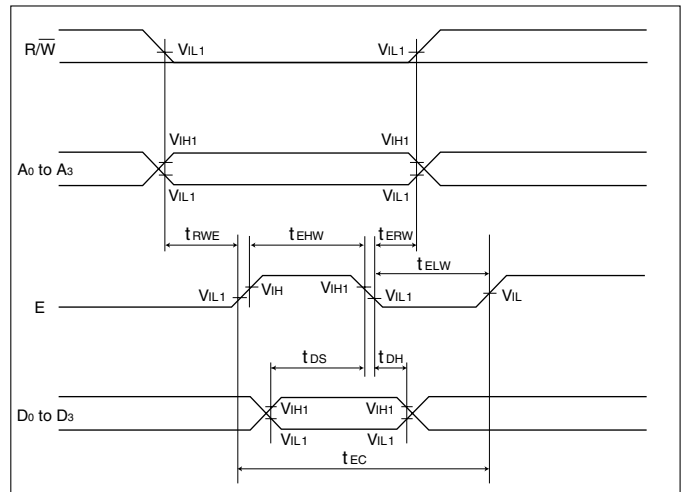 R/W̅ VIL1 VIL1
VIH1 VIH1
A0 to A3
VIL1 VIL1
tRWE tEHW tERW
tELW
VIL1 VIH VIH1 VIL1 VIL
E
tDS tDH
VIH1 VIH1
D0 to D3
VIL1 VIL1
tEC